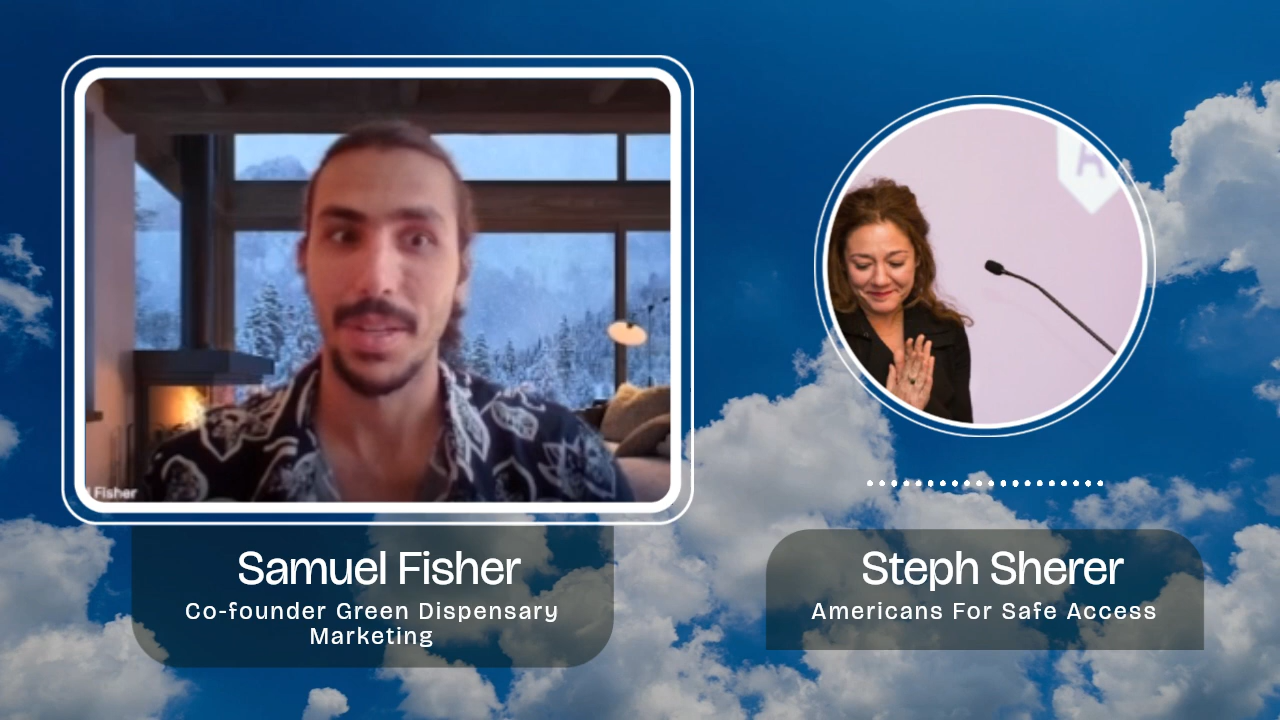 Fisher
Samuel Fisher
Co-founder Green Dispensary
Marketing
H
Steph Sherer
Americans For Safe Access